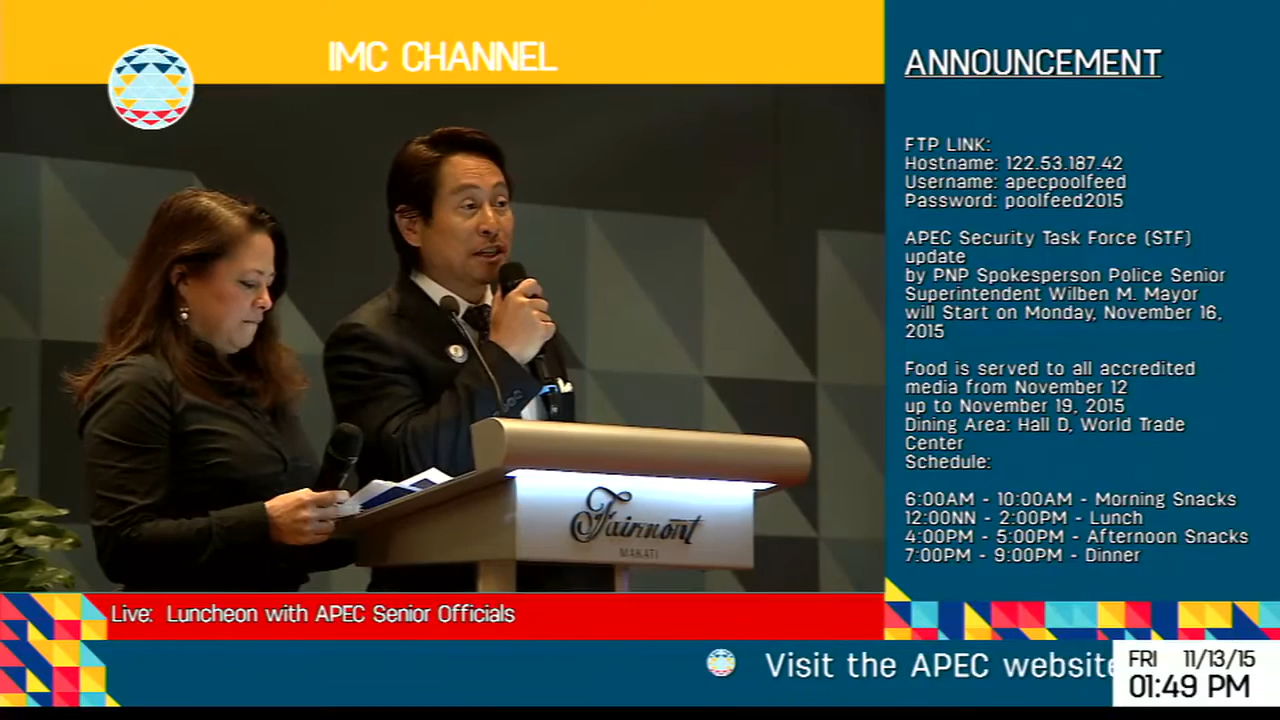 IMC CHANNEL
ANNOUNCEMENT
FTP LINK:
Hostname: 122.53.187.42
Username: apecpoolfeed
Password: poolfeed2015
APEC Security Task Force (STF)
update
by PNP Spokesperson Police Senior
Superintendent Wilben M. Mayor
will Start on Monday, November 16,
2015
Food is served to all accredited
media from November 12
up to November 19, 2015
Dining Area: Hall D, World Trade
Center
Schedule:
6:00AM - 10:00AM - Morning Snacks
12:00NN - 2:00PM - Lunch
4:00PM - 5:00PM - Afternoon Snacks
7:00PM - 9:00PM - Dinner
Fairmont
MAKATI
Live: Luncheon with APEC Senior Officials
Visit the APEC website
FRI 11/13/15
01:49 PM